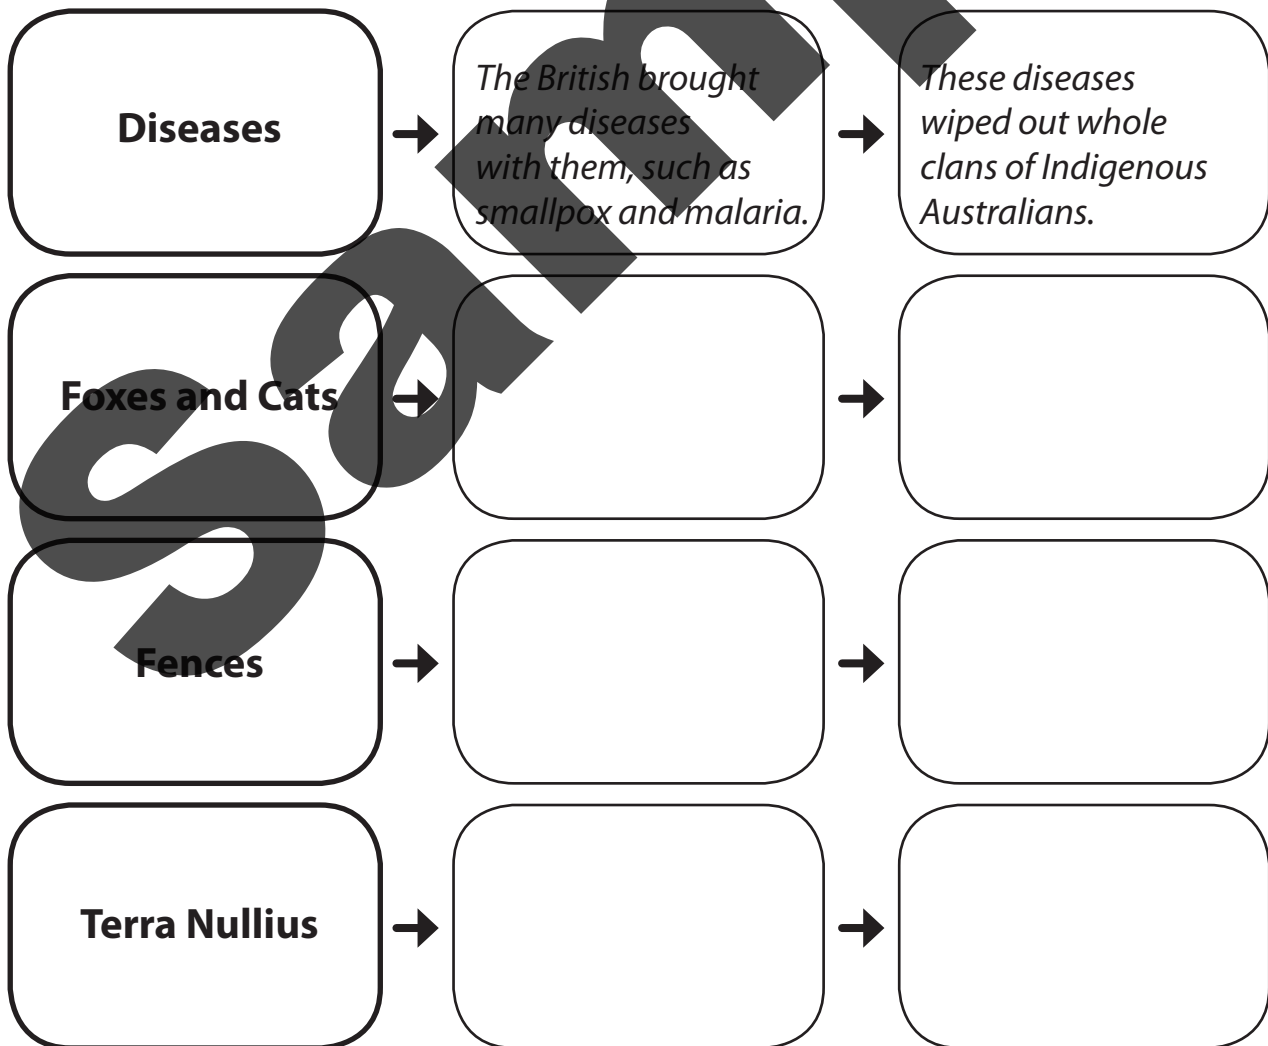 Diseases
The British brought
many diseases
with them, such as
smallpox and malaria.
These diseases
wiped out whole
clans of Indigenous
Australians.
Foxes and Cats
Fences
Terra Nullius